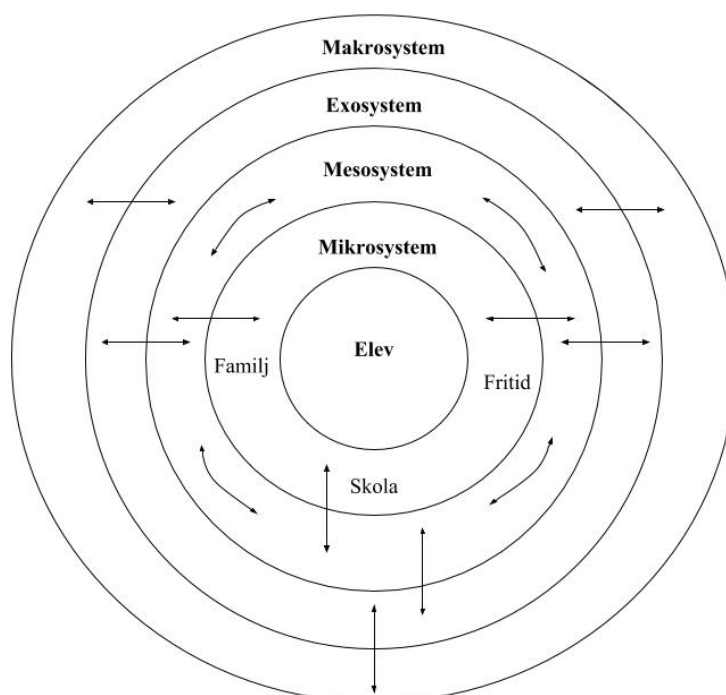 Makrosystem
Exosystem
Mesosystem
Mikrosystem
Elev
Familj
Fritid
Skola